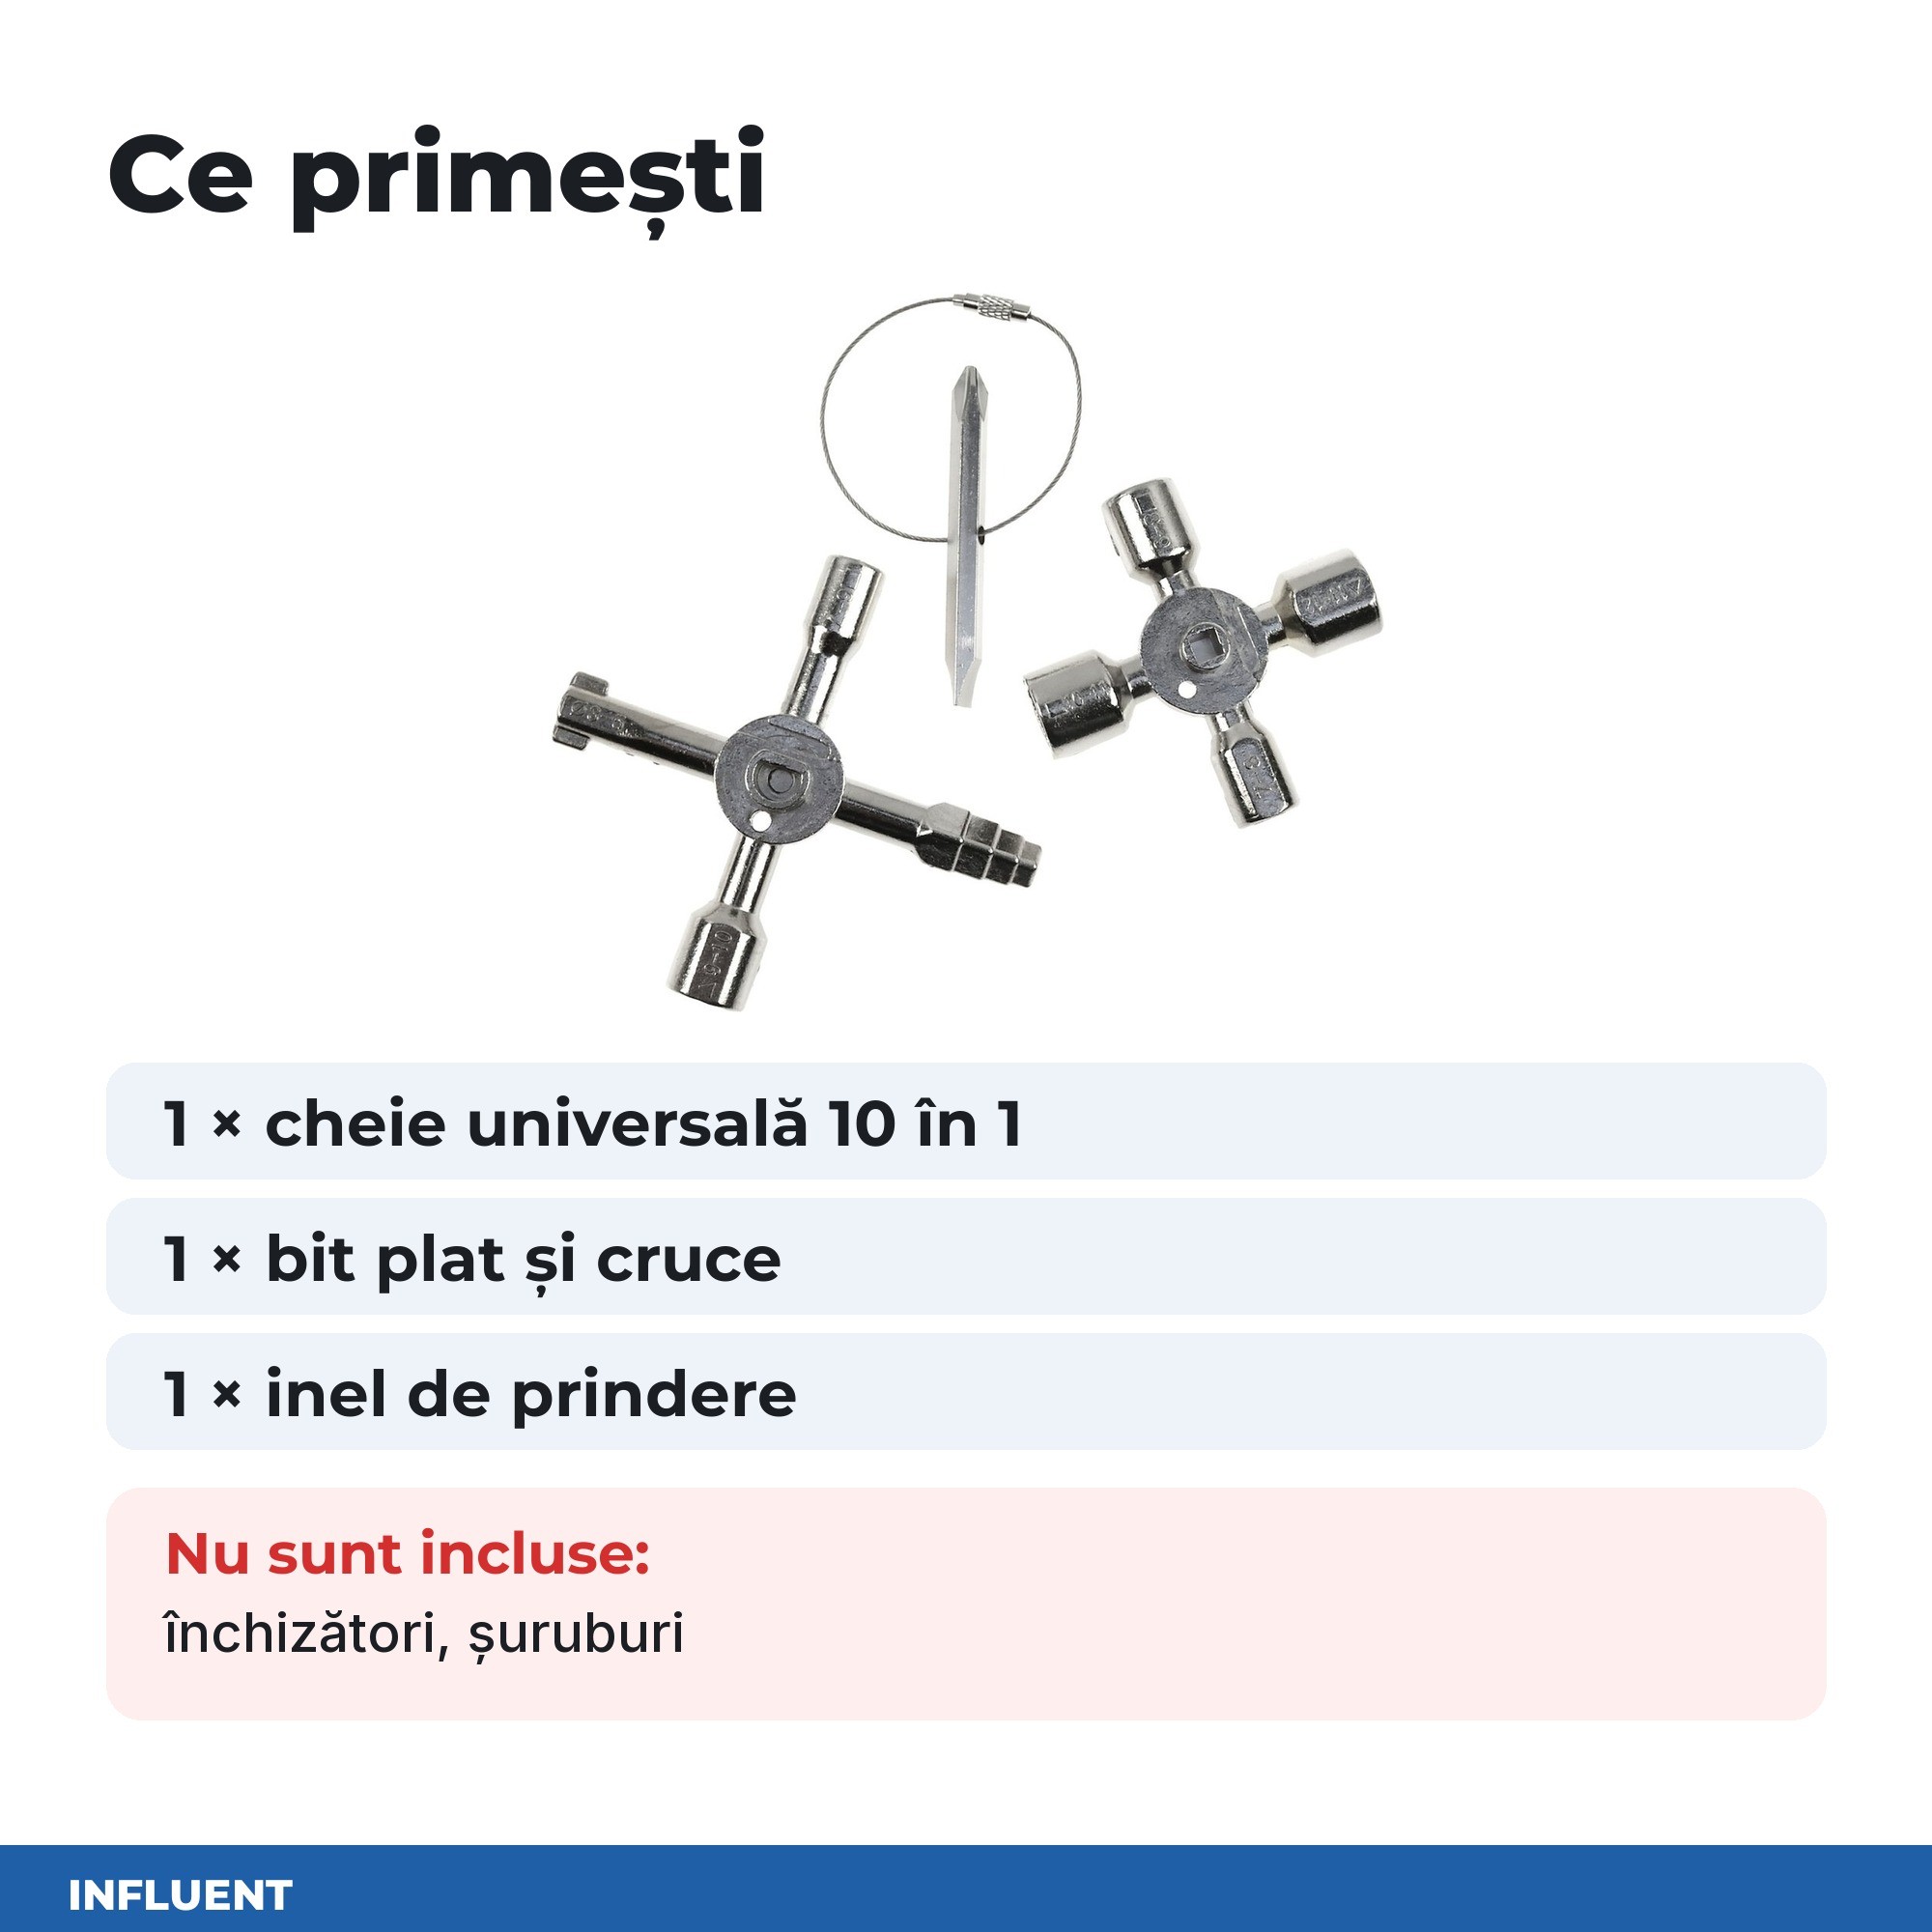 Ce primești
1 × cheie universală 10 în 1
1 × bit plat și cruce
1 × inel de prindere
Nu sunt incluse:
închizători, șuruburi
INFLUENT